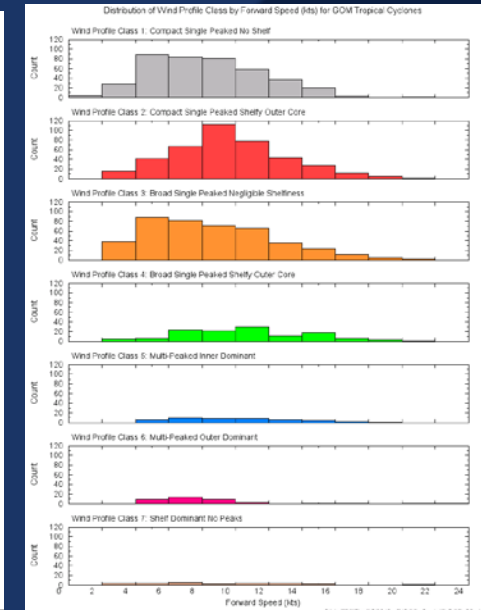 Distribution of Wind Profile Class by Forward Speed (kts) for GOM Tropical Cyclones
Wind Profile Class 1: Compact Single Peaked No Shelf
120
100
80
60
40
20
0
Count
Wind Profile Class 2: Compact Single Peaked Shelfy Outer Core
120
100
80
60
40
20
0
Count
Wind Profile Class 3: Broad Single Peaked Negligible Shelfiness
120
100
80
60
40
20
0
Count
Wind Profile Class 4: Broad Single Peaked Shelfy Outer Core
120
100
80
60
40
20
0
Count
Wind Profile Class 5: Multi-Peaked Inner Dominant
120
100
80
60
40
20
0
Count
Wind Profile Class 6: Multi-Peaked Outer Dominant
120
100
80
60
40
20
0
Count
Wind Profile Class 7: Shelf Dominant No Peaks
120
100
80
60
40
20
0
Count
0 2 4 6 8 10 12 14 16 18 20 22 24
Forward Speed (kts)